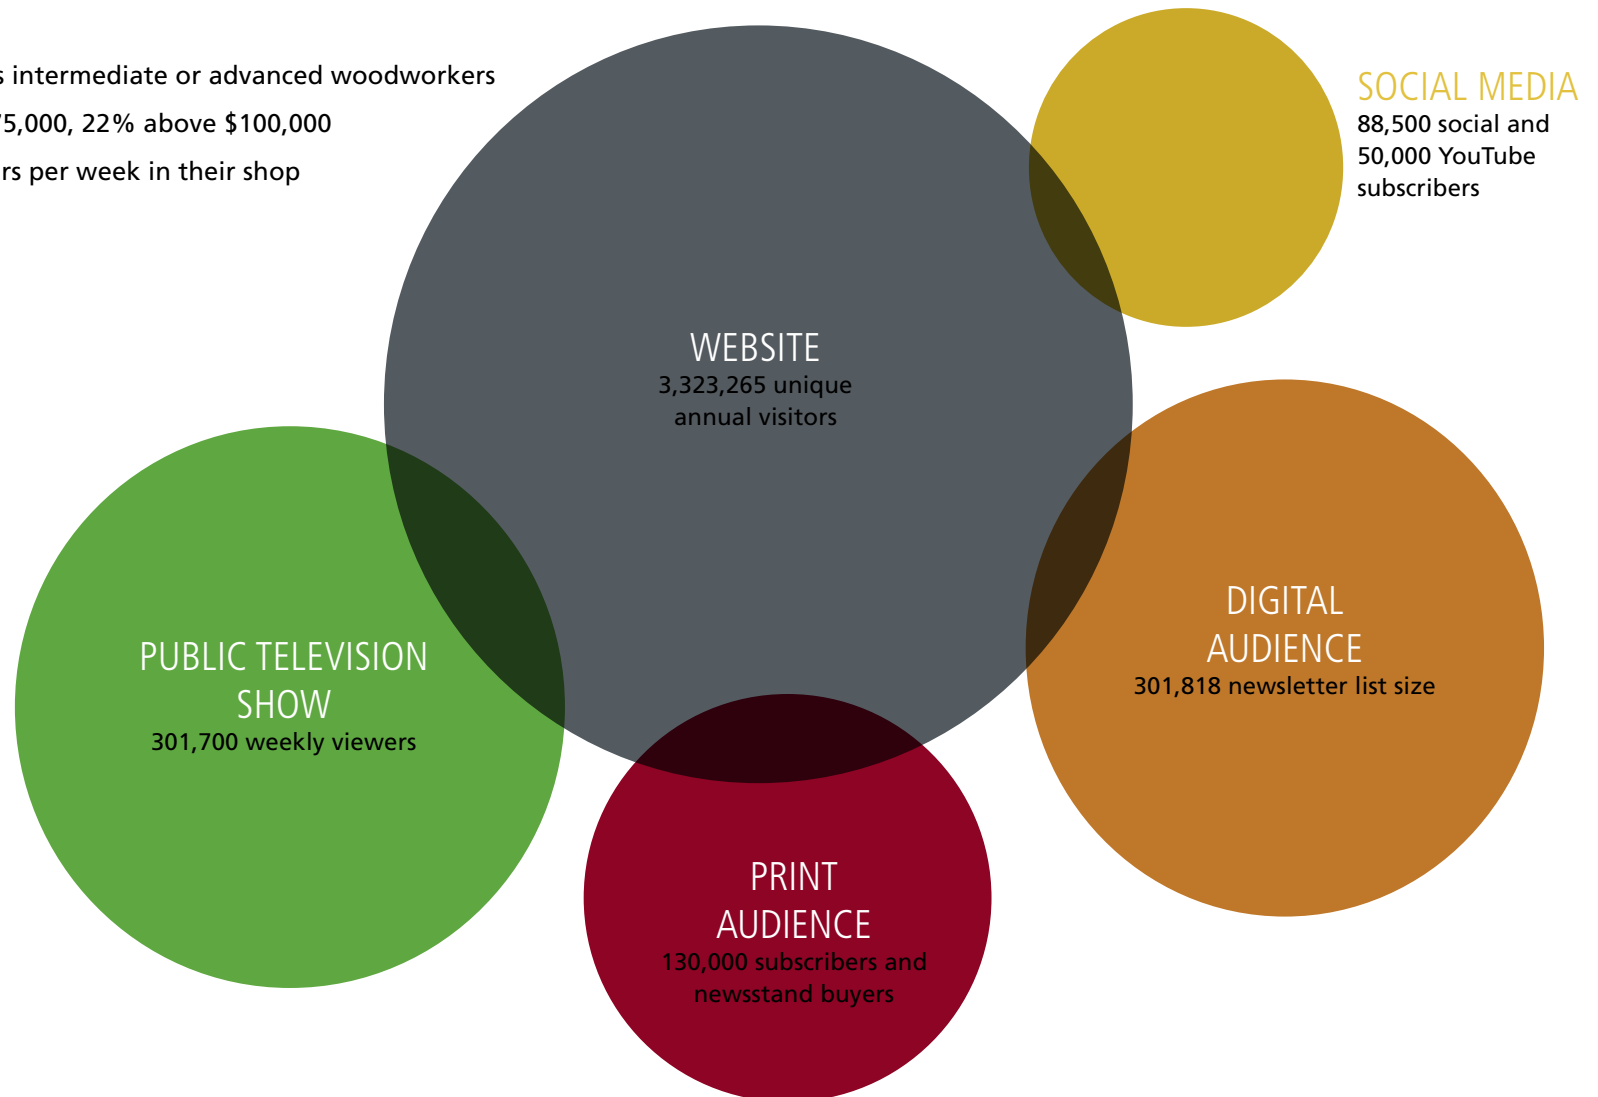 s intermediate or advanced woodworkers
75,000, 22% above $100,000
rs per week in their shop
SOCIAL MEDIA
88,500 social and
50,000 YouTube
subscribers
WEBSITE
3,323,265 unique
annual visitors
DIGITAL
AUDIENCE
301,818 newsletter list size
PUBLIC TELEVISION
SHOW
301,700 weekly viewers
PRINT
AUDIENCE
130,000 subscribers and
newsstand buyers